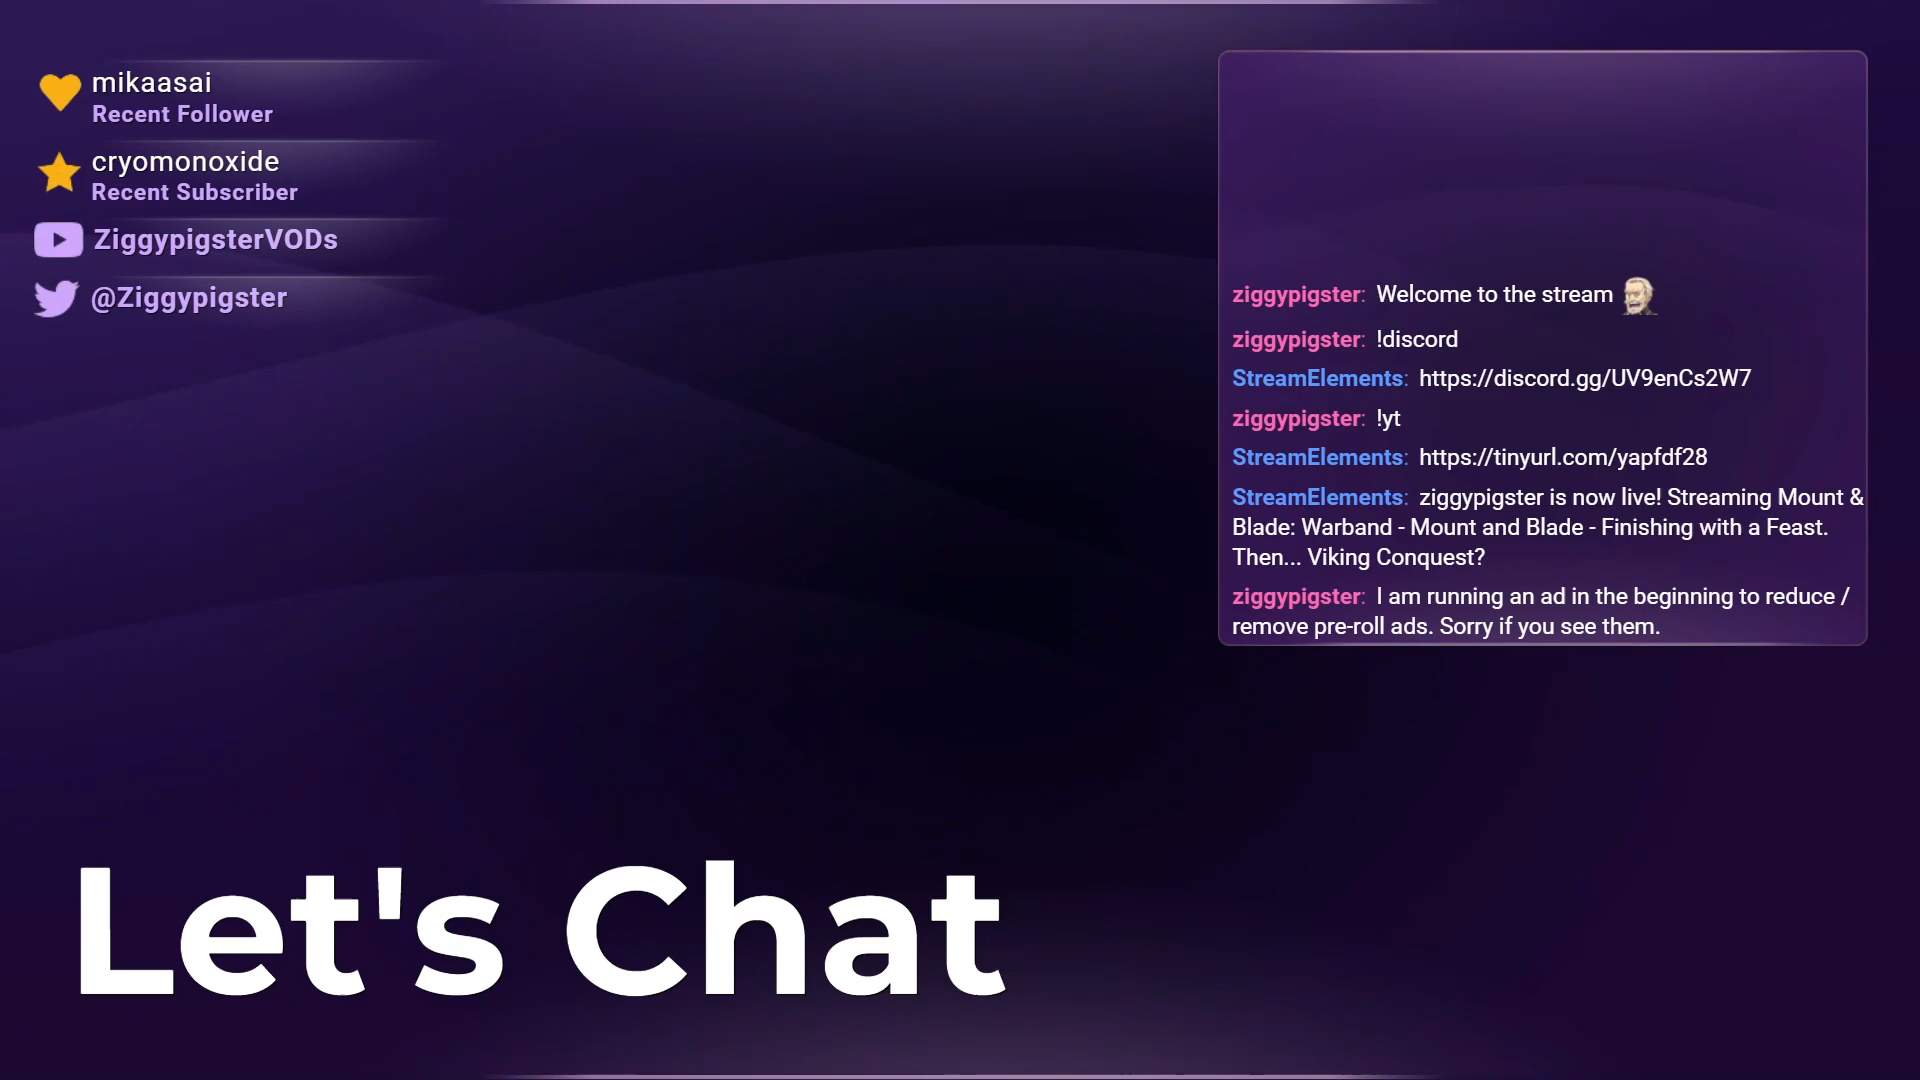 mikaasai
Recent Follower
cryomonoxide
Recent Subscriber
ZiggypigsterVODs
@Ziggypigster
ziggypigster: Welcome to the stream
ziggypigster: !discord
StreamElements: https://discord.gg/UV9enCs2W7
ziggypigster: !yt
StreamElements: https://tinyurl.com/yapfdf28
StreamElements: ziggypigster is now live! Streaming Mount &
Blade: Warband - Mount and Blade - Finishing with a Feast.
Then... Viking Conquest?
ziggypigster: I am running an ad in the beginning to reduce /
remove pre-roll ads. Sorry if you see them.
Let's Chat